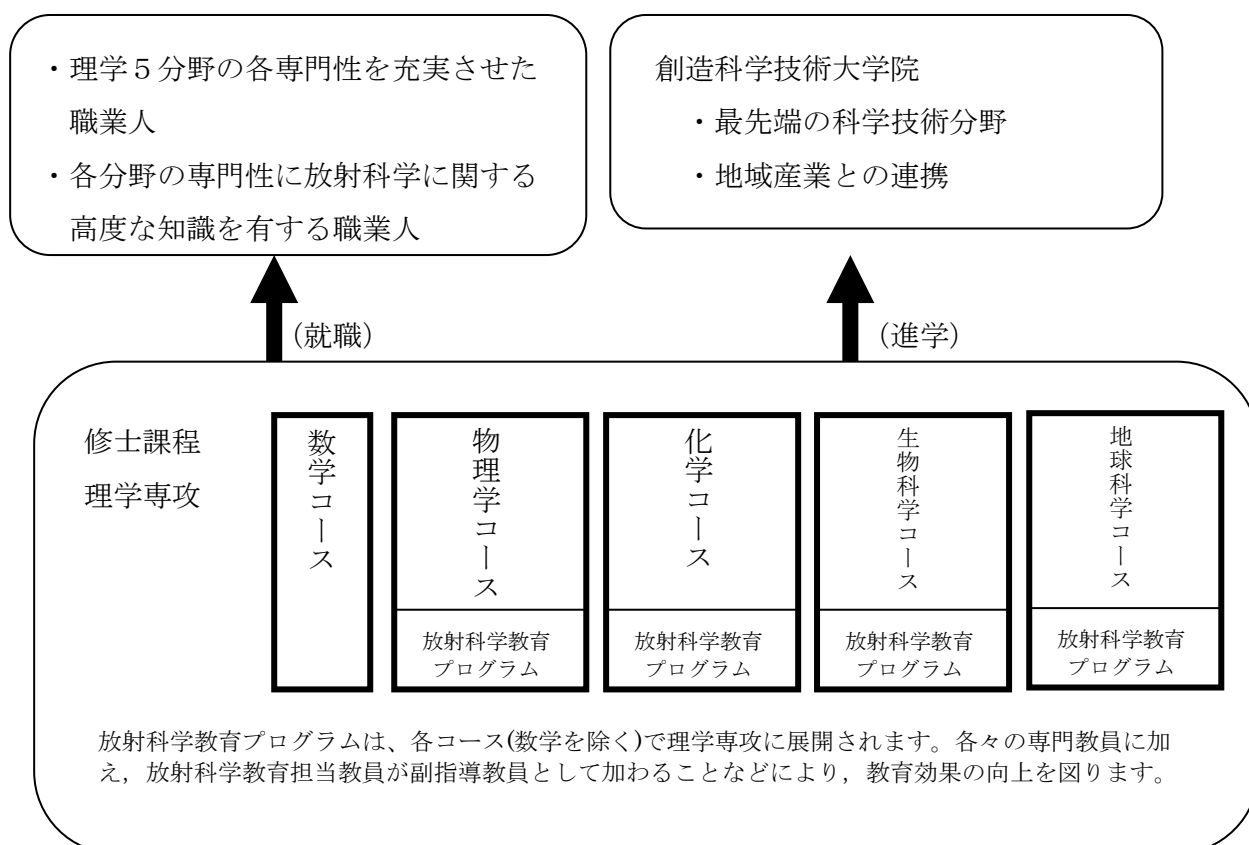 ・理学５分野の各専門性を充実させた
職業人
・各分野の専門性に放射科学に関する
高度な知識を有する職業人
創造科学技術大学院
・最先端の科学技術分野
・地域産業との連携
(就職)
(進学)
修士課程
理学専攻
数学コース
物理学コース
化学コース
生物科学コース
地球科学コース
放射科学教育
プログラム
放射科学教育
プログラム
放射科学教育
プログラム
放射科学教育
プログラム
放射科学教育プログラムは、各コース(数学を除く)で理学専攻に展開されます。各々の専門教員に加
え，放射科学教育担当教員が副指導教員として加わることなどにより，教育効果の向上を図ります。